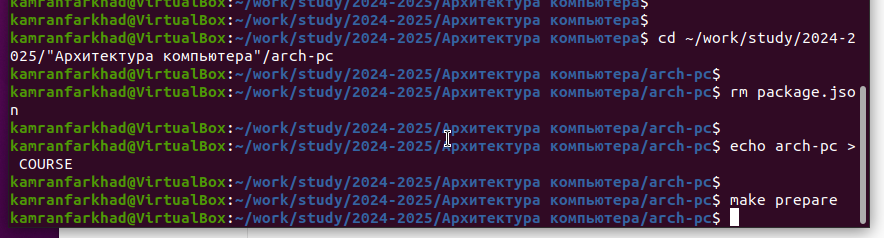 kamranfarkhad@VirtualBox:~/work/study/2024-2025/Архитектура компьютера$
kamranfarkhad@VirtualBox:~/work/study/2024-2025/Архитектура компьютера$
kamranfarkhad@VirtualBox:~/work/study/2024-2025/Архитектура компьютера$ cd ~/work/study/2024-2
025/"Архитектура компьютера"/arch-pc
kamranfarkhad@VirtualBox:~/work/study/2024-2025/Архитектура компьютера/arch-pc$
kamranfarkhad@VirtualBox:~/work/study/2024-2025/Архитектура компьютера/arch-pc$ rm package.jso
n
kamranfarkhad@VirtualBox:~/work/study/2024-2025/Архитектура компьютера/arch-pc$
kamranfarkhad@VirtualBox:~/work/study/2024-2025/Архитектура компьютера/arch-pc$ echo arch-pc >
 COURSE
kamranfarkhad@VirtualBox:~/work/study/2024-2025/Архитектура компьютера/arch-pc$
kamranfarkhad@VirtualBox:~/work/study/2024-2025/Архитектура компьютера/arch-pc$ make prepare
kamranfarkhad@VirtualBox:~/work/study/2024-2025/Архитектура компьютера/arch-pc$